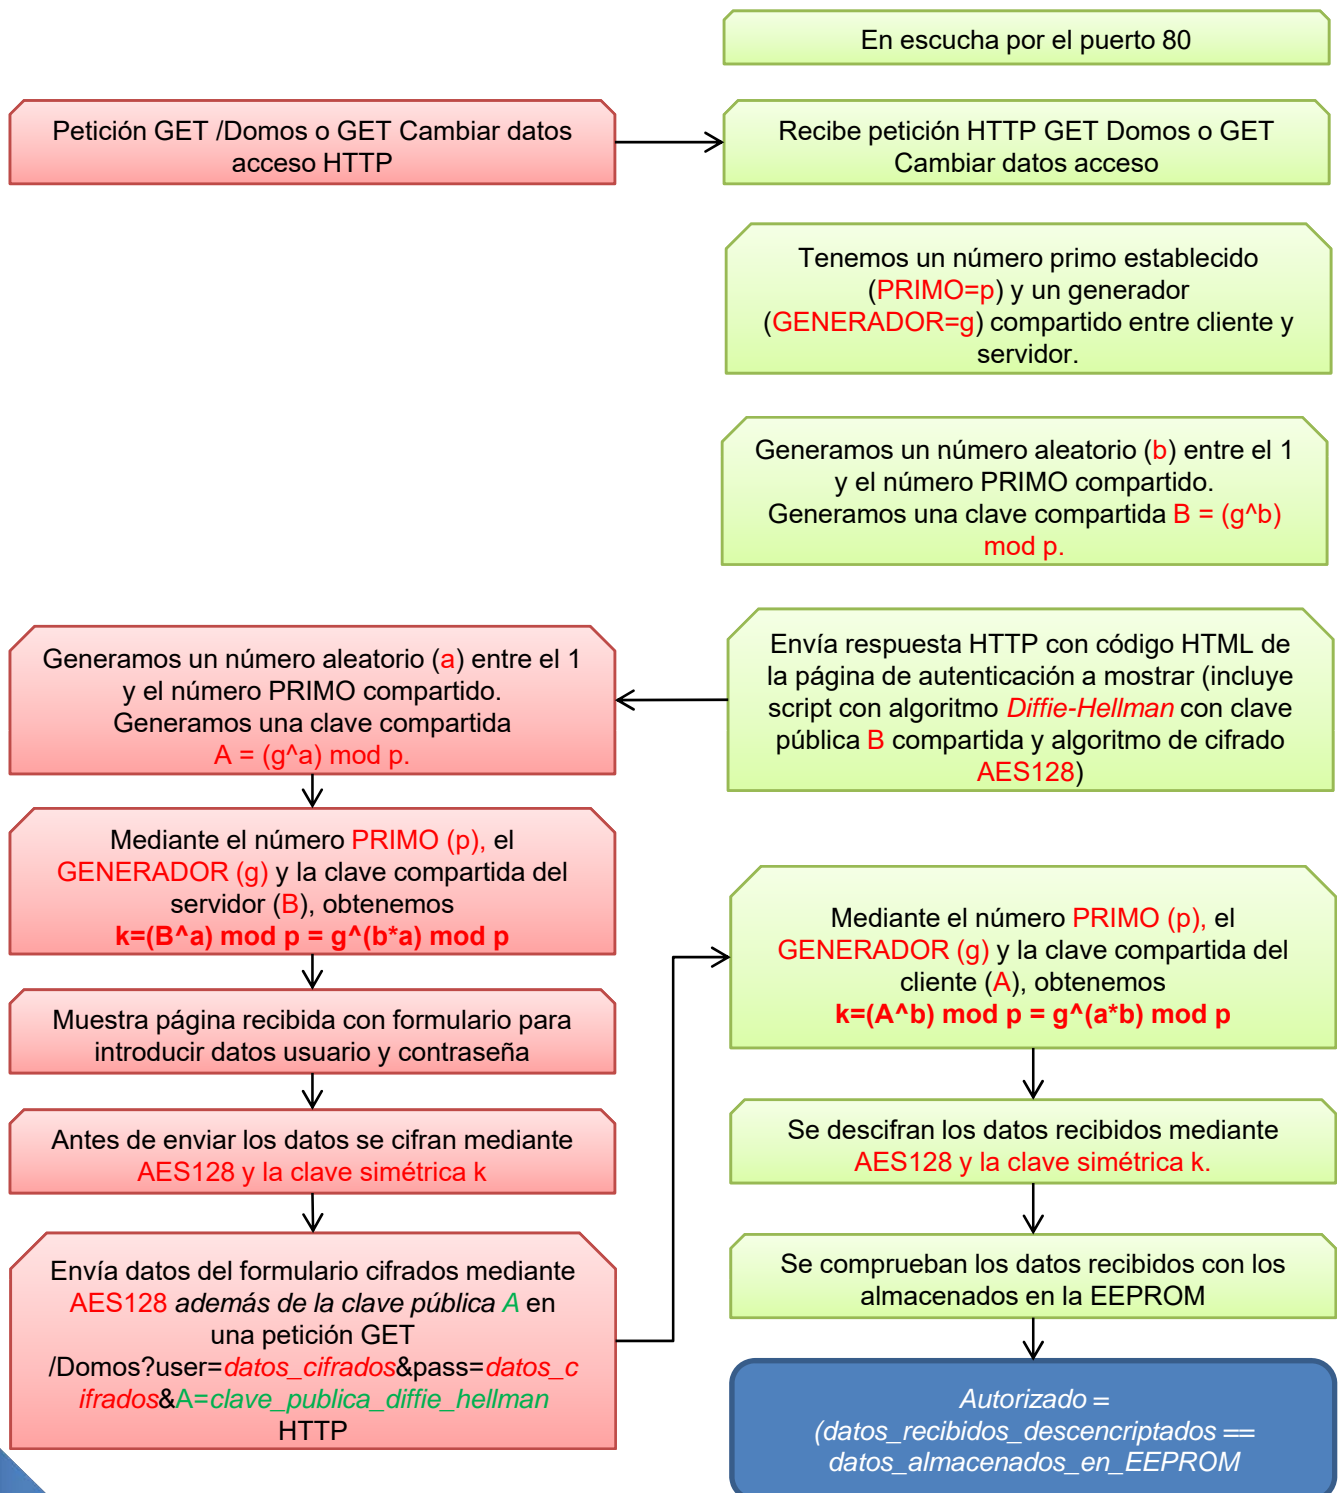 En escucha por el puerto 80
Petición GET /Domos o GET Cambiar datos
acceso HTTP
Recibe petición HTTP GET Domos o GET
Cambiar datos acceso
Tenemos un número primo establecido
(PRIMO=p) y un generador
(GENERADOR=g) compartido entre cliente y
servidor.
Generamos un número aleatorio (b) entre el 1
y el número PRIMO compartido.
Generamos una clave compartida B = (g^b)
mod p.
Envía respuesta HTTP con código HTML de
la página de autenticación a mostrar (incluye
script con algoritmo Diffie-Hellman con clave
pública B compartida y algoritmo de cifrado
AES128)
Generamos un número aleatorio (a) entre el 1
y el número PRIMO compartido.
Generamos una clave compartida
A = (g^a) mod p.
Mediante el número PRIMO (p), el
GENERADOR (g) y la clave compartida del
servidor (B), obtenemos
k=(B^a) mod p = g^(b*a) mod p
Muestra página recibida con formulario para
introducir datos usuario y contraseña
Antes de enviar los datos se cifran mediante
AES128 y la clave simétrica k
Envía datos del formulario cifrados mediante
AES128 además de la clave pública A en
una petición GET
/Domos?user=datos_cifrados&pass=datos_c
ifrados&A=clave_publica_diffie_hellman
HTTP
Mediante el número PRIMO (p), el
GENERADOR (g) y la clave compartida del
cliente (A), obtenemos
k=(A^b) mod p = g^(a*b) mod p
Se descifran los datos recibidos mediante
AES128 y la clave simétrica k.
Se comprueban los datos recibidos con los
almacenados en la EEPROM
Autorizado =
(datos_recibidos_descencriptados ==
datos_almacenados_en_EEPROM